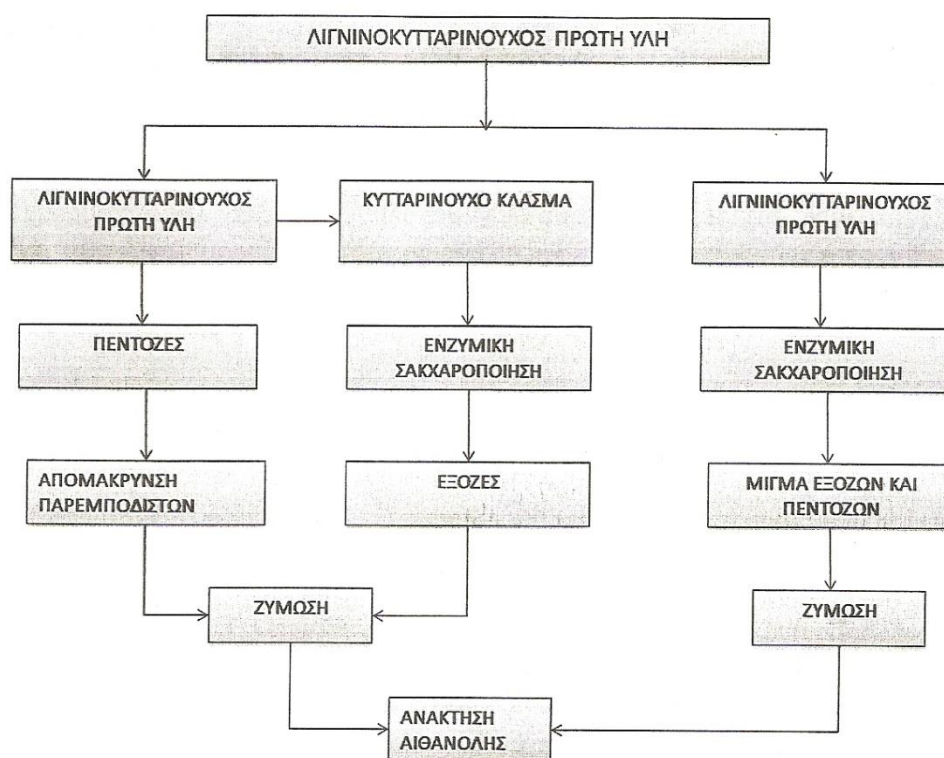 ΛΙΓΝΙΝΟΚΥΤΤΑΡΙΝΟΥΧΟΣ ΠΡΩΤΗ ΥΛΗ
ΛΙΓΝΙΝΟΚΥΤΤΑΡΙΝΟΥΧΟΣ
ΠΡΩΤΗ ΥΛΗ
ΚΥΤΤΑΡΙΝΟΥΧΟ ΚΛΑΣΜΑ
ΛΙΓΝΙΝΟΚΥΤΤΑΡΙΝΟΥΧΟΣ
ΠΡΩΤΗ ΥΛΗ
ΠΕΝΤΟΖΕΣ
ΕΝΖΥΜΙΚΗ
ΣΑΚΧΑΡΟΠΟΙΗΣΗ
ΕΝΖΥΜΙΚΗ
ΣΑΚΧΑΡΟΠΟΙΗΣΗ
ΑΠΟΜΑΚΡΥΝΣΗ
ΠΑΡΕΜΠΟΔΙΣΤΩΝ
ΕΞΟΖΕΣ
ΜΙΓΜΑ ΕΞΟΖΩΝ ΚΑΙ
ΠΕΝΤΟΖΩΝ
ΖΥΜΩΣΗ
ΖΥΜΩΣΗ
ΑΝΑΚΤΗΣΗ
ΑΙΘΑΝΟΛΗΣ